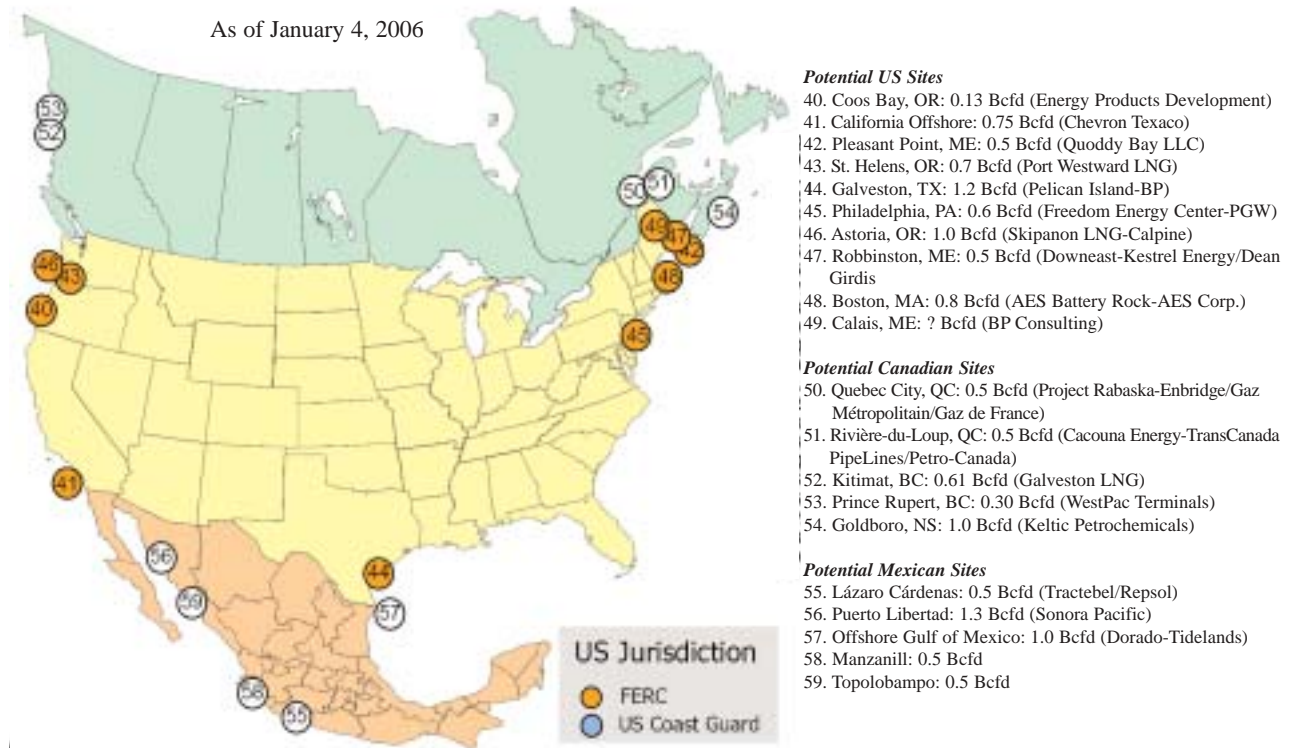 As of January 4, 2006
53
52
50
51
54
49
47
42
46
43
48
40
45
41
56
44
59
57
58
55
US Jurisdiction
FERC
US Coast Guard
Potential US Sites
40. Coos Bay, OR: 0.13 Bcfd (Energy Products Development)
41. California Offshore: 0.75 Bcfd (Chevron Texaco)
42. Pleasant Point, ME: 0.5 Bcfd (Quoddy Bay LLC)
43. St. Helens, OR: 0.7 Bcfd (Port Westward LNG)
44. Galveston, TX: 1.2 Bcfd (Pelican Island-BP)
45. Philadelphia, PA: 0.6 Bcfd (Freedom Energy Center-PGW)
46. Astoria, OR: 1.0 Bcfd (Skipanon LNG-Calpine)
47. Robbinston, ME: 0.5 Bcfd (Downeast-Kestrel Energy/Dean
Girdis
48. Boston, MA: 0.8 Bcfd (AES Battery Rock-AES Corp.)
49. Calais, ME: ? Bcfd (BP Consulting)
Potential Canadian Sites
50. Quebec City, QC: 0.5 Bcfd (Project Rabaska-Enbridge/Gaz
Métropolitain/Gaz de France)
51. Rivière-du-Loup, QC: 0.5 Bcfd (Cacouna Energy-TransCanada
PipeLines/Petro-Canada)
52. Kitimat, BC: 0.61 Bcfd (Galveston LNG)
53. Prince Rupert, BC: 0.30 Bcfd (WestPac Terminals)
54. Goldboro, NS: 1.0 Bcfd (Keltic Petrochemicals)
Potential Mexican Sites
55. Lázaro Cárdenas: 0.5 Bcfd (Tractebel/Repsol)
56. Puerto Libertad: 1.3 Bcfd (Sonora Pacific)
57. Offshore Gulf of Mexico: 1.0 Bcfd (Dorado-Tidelands)
58. Manzanill: 0.5 Bcfd
59. Topolobampo: 0.5 Bcfd